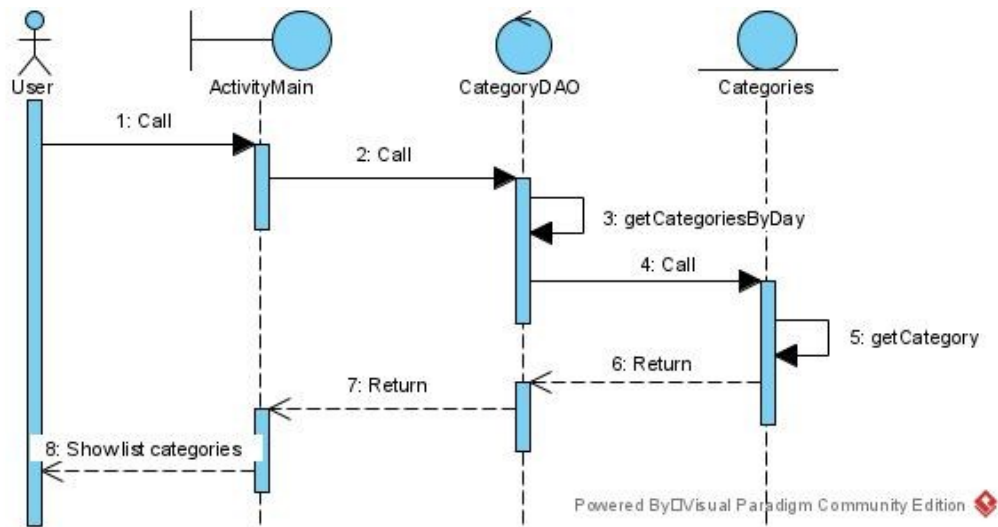 User
ActivityMain
CategoryDAO
Categories
1: Call
2: Call
3: getCategoriesByDay
4: Call
5: getCategory
6: Return
7: Return
8: Showlist categories
Powered By□Visual Paradigm Community Edition